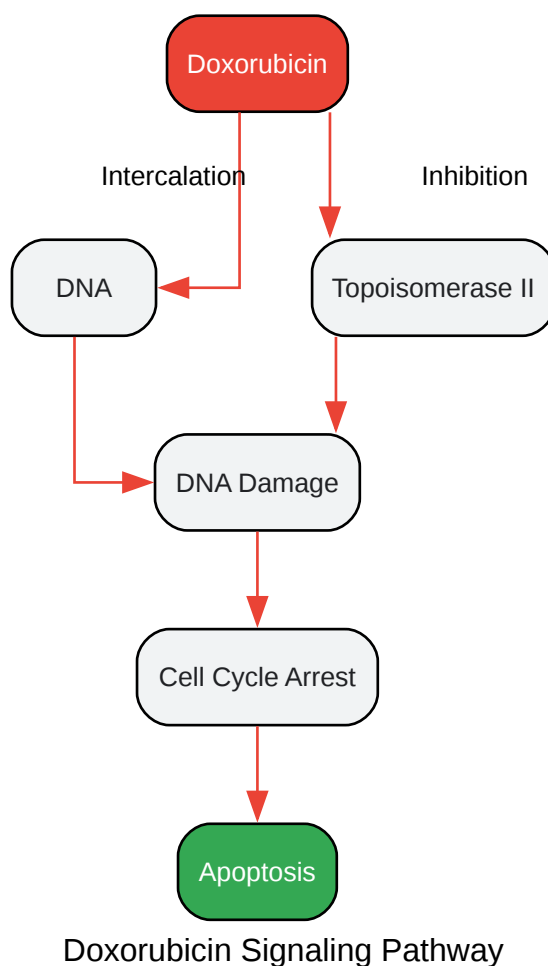 Doxorubicin
Intercalation
Inhibition
DNA
Topoisomerase II
DNA Damage
Cell Cycle Arrest
Apoptosis
Doxorubicin Signaling Pathway